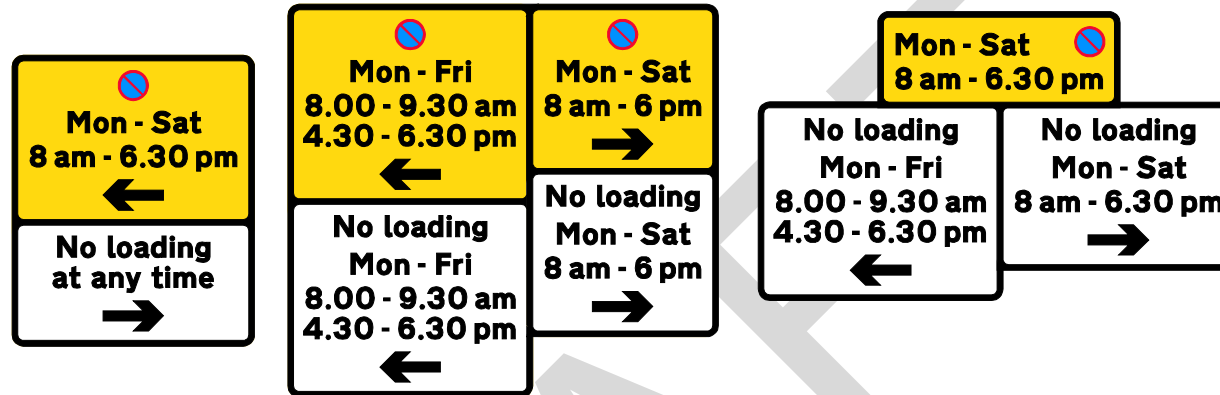 Mon - Sat
8 am - 6.30 pm
No loading
at any time
Mon - Fri
8.00 - 9.30 am
4.30 - 6.30 pm
No loading
Mon - Fri
8.00 - 9.30 am
4.30 - 6.30 pm
Mon - Sat
8 am - 6 pm
No loading
Mon - Sat
8 am - 6 pm
Mon - Sat
8 am - 6.30 pm
No loading
Mon - Fri
8.00 - 9.30 am
4.30 - 6.30 pm
No loading
Mon - Sat
8 am - 6.30 pm